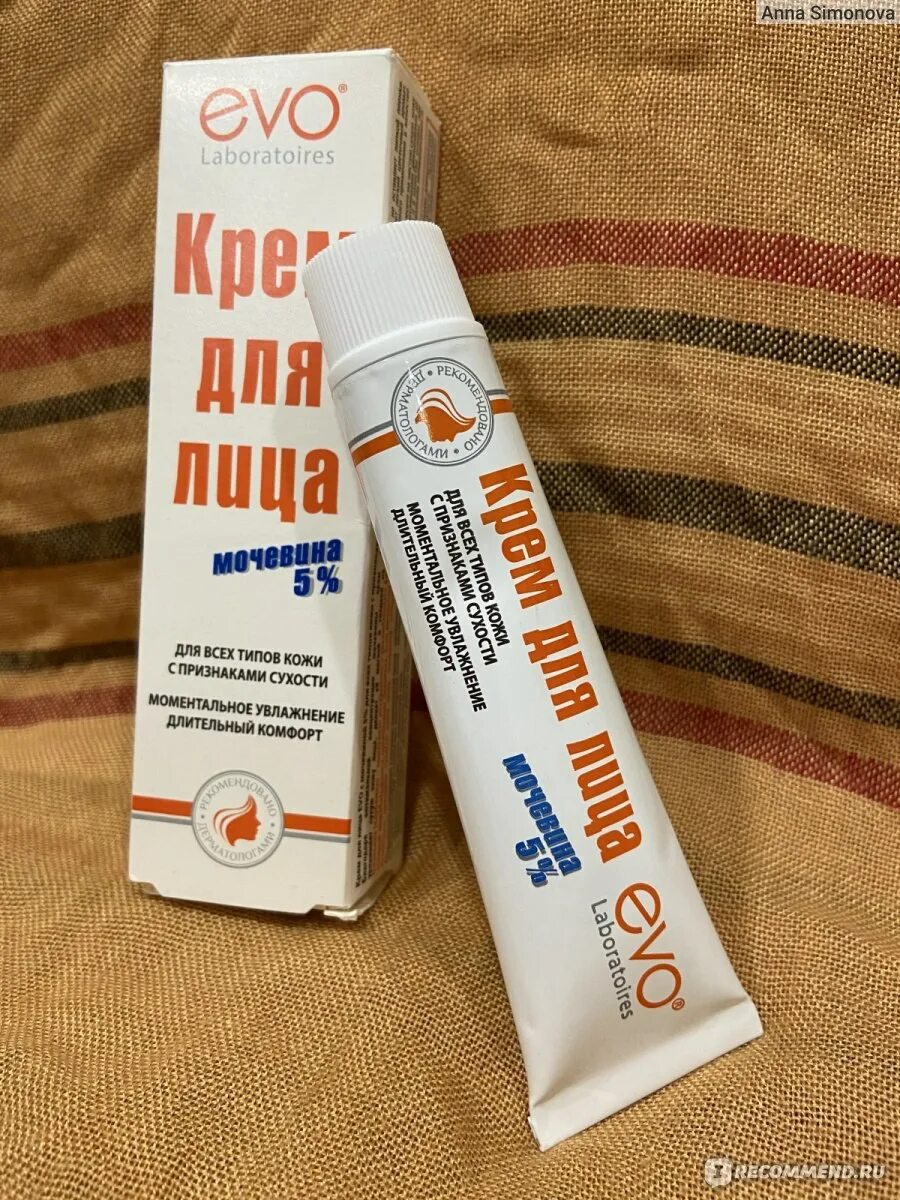 Anna Simonova
evo®
Laboratoires
Крем
для
лица
мочевина
5%
ДЛЯ ВСЕХ ТИПОВ КОЖИ
С ПРИЗНАКАМИ СУХОСТИ
МОМЕНТАЛЬНОЕ УВЛАЖНЕНИЕ
ДЛИТЕЛЬНЫЙ КОМФОРТ
• РЕКОМЕНДОВАНО •
ДЕРМАТОЛОГАМИ
• РЕКОМЕНДОВАНО •
ДЕРМАТОЛОГАМИ
Крем для лица
ДЛЯ ВСЕХ ТИПОВ КОЖИ
С ПРИЗНАКАМИ СУХОСТИ
МОМЕНТАЛЬНОЕ УВЛАЖНЕНИЕ
ДЛИТЕЛЬНЫЙ КОМФОРТ
мочевина
5%
evo®
Laboratoires
RECOMMEND.RU